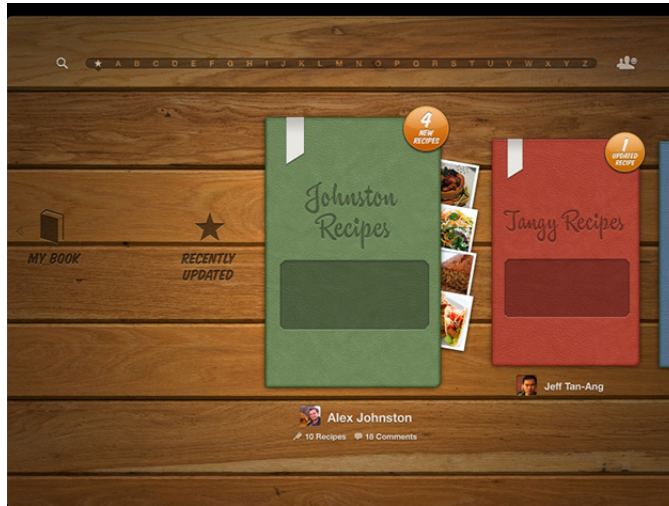 A B C D E F G H I J K L M N O P Q R S T U V W X Y Z
4
NEW
RECIPES
1
UPDATED
RECIPE
Johnston
Recipes
Tangy Recipes
MY BOOK
RECENTLY
UPDATED
Jeff Tan-Ang
Alex Johnston
10 Recipes 18 Comments